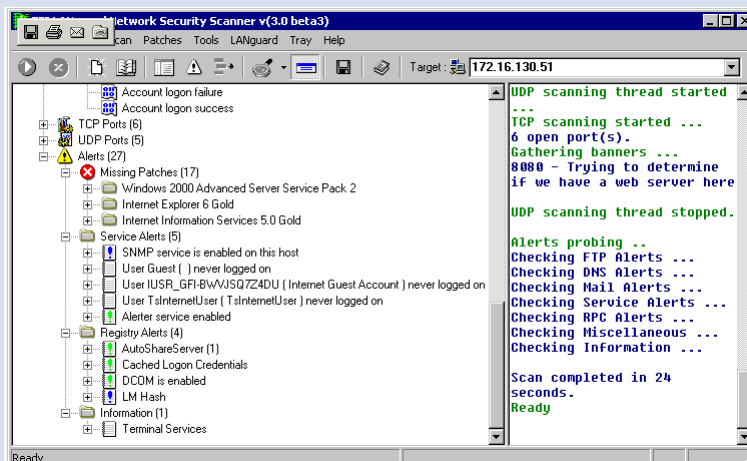 Network Security Scanner v(3.0 beta3)
Patches Tools LANguard Tray Help
Target : 172.16.130.51
Account logon failure
Account logon success
TCP Ports (6)
UDP Ports (5)
Alerts (27)
Missing Patches (17)
Windows 2000 Advanced Server Service Pack 2
Internet Explorer 6 Gold
Internet Information Services 5.0 Gold
Service Alerts (5)
SNMP service is enabled on this host
User Guest ( ) never logged on
User IUSR_GFI-BWVJSQ7Z4DU ( Internet Guest Account ) never logged on
User TsInternetUser ( TsInternetUser ) never logged on
Alerter service enabled
Registry Alerts (4)
AutoShareServer (1)
Cached Logon Credentials
DCOM is enabled
LM Hash
Information (1)
Terminal Services
UDP scanning thread started
...
TCP scanning started ...
6 open port(s).
Gathering banners ...
8080 - Trying to determine
if we have a web server here
UDP scanning thread stopped.
Alerts probing ..
Checking FTP Alerts ...
Checking DNS Alerts ...
Checking Mail Alerts ...
Checking Service Alerts ...
Checking RPC Alerts ...
Checking Miscellaneous ...
Checking Information ...
Scan completed in 24
seconds.
Ready
Ready